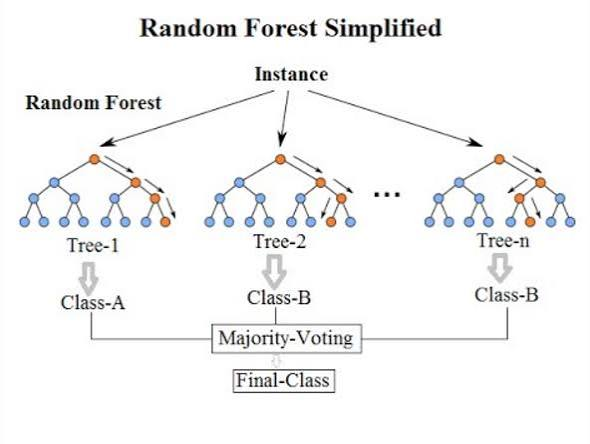 Random Forest Simplified
Instance
Random Forest
...
Tree-1
Tree-2
Tree-n
Class-A
Class-B
Class-B
Majority-Voting
Final-Class